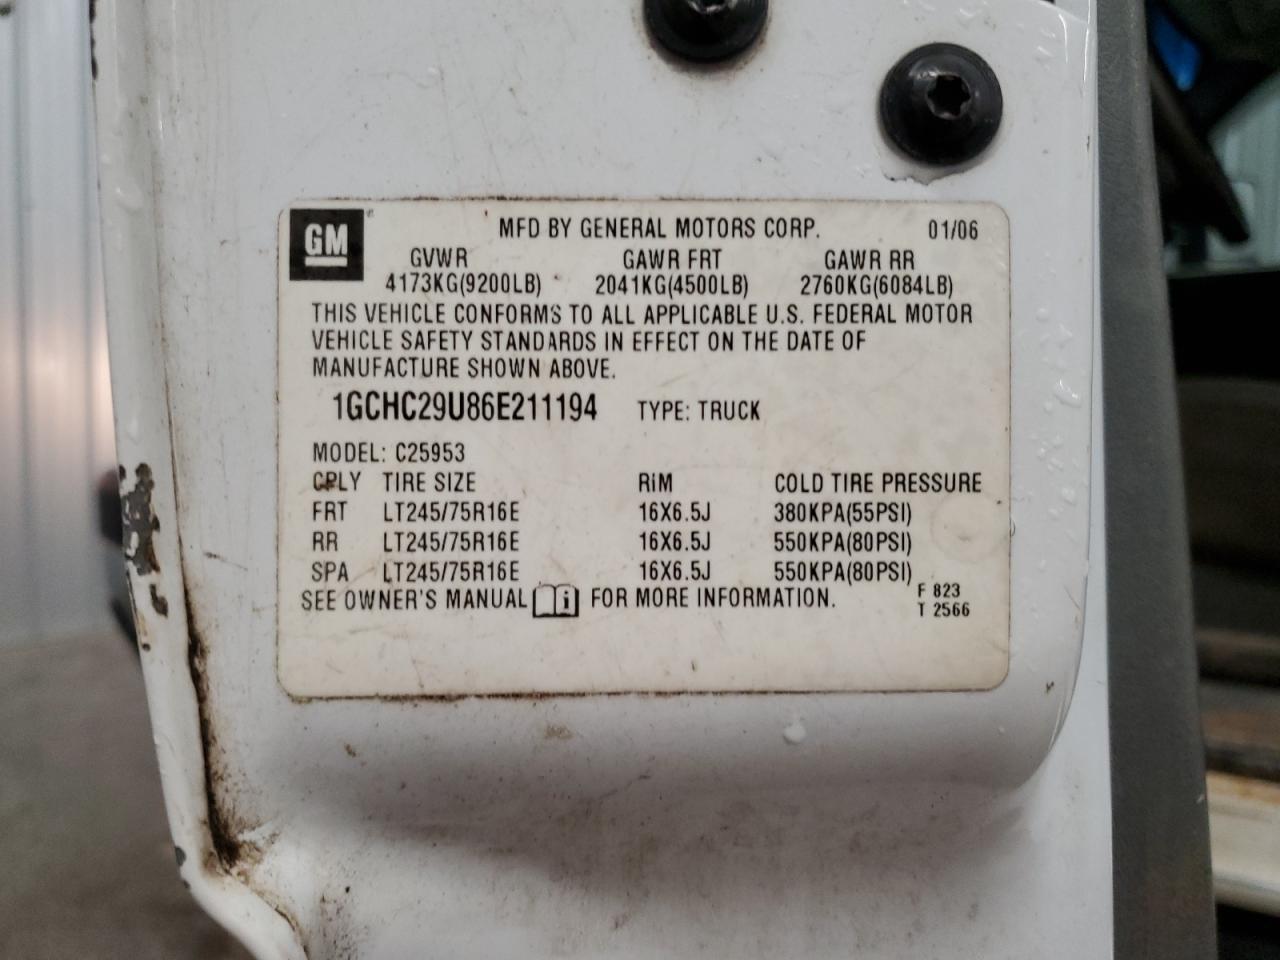 GM
MFD BY GENERAL MOTORS CORP. 01/06
GVWR GAWR FRT GAWR RR
4173KG(9200LB) 2041KG(4500LB) 2760KG(6084LB)
THIS VEHICLE CONFORMS TO ALL APPLICABLE U.S. FEDERAL MOTOR
VEHICLE SAFETY STANDARDS IN EFFECT ON THE DATE OF
MANUFACTURE SHOWN ABOVE.
1GCHC29U86E211194 TYPE: TRUCK
MODEL: C25953
CPLY TIRE SIZE RIM COLD TIRE PRESSURE
FRT LT245/75R16E 16X6.5J 380KPA(55PSI)
RR LT245/75R16E 16X6.5J 550KPA(80PSI)
SPA LT245/75R16E 16X6.5J 550KPA(80PSI)
SEE OWNER'S MANUAL i FOR MORE INFORMATION. F 823
T 2566